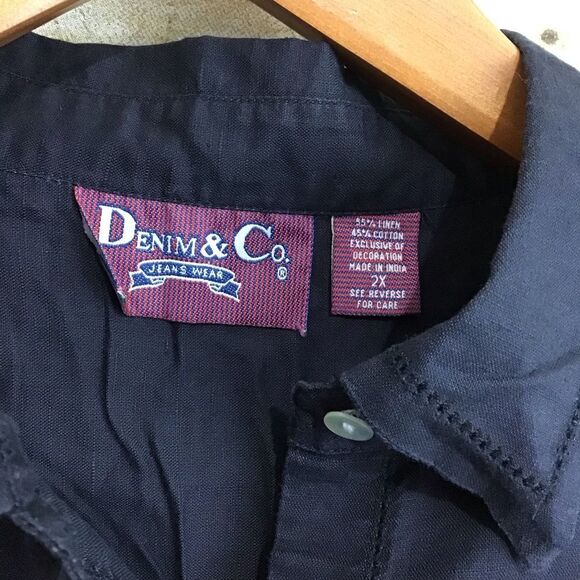 DENIM & CO.®
JEANS WEAR
55% LINEN
45% COTTON
EXCLUSIVE OF
DECORATION
MADE IN INDIA
2X
SEE REVERSE
FOR CARE